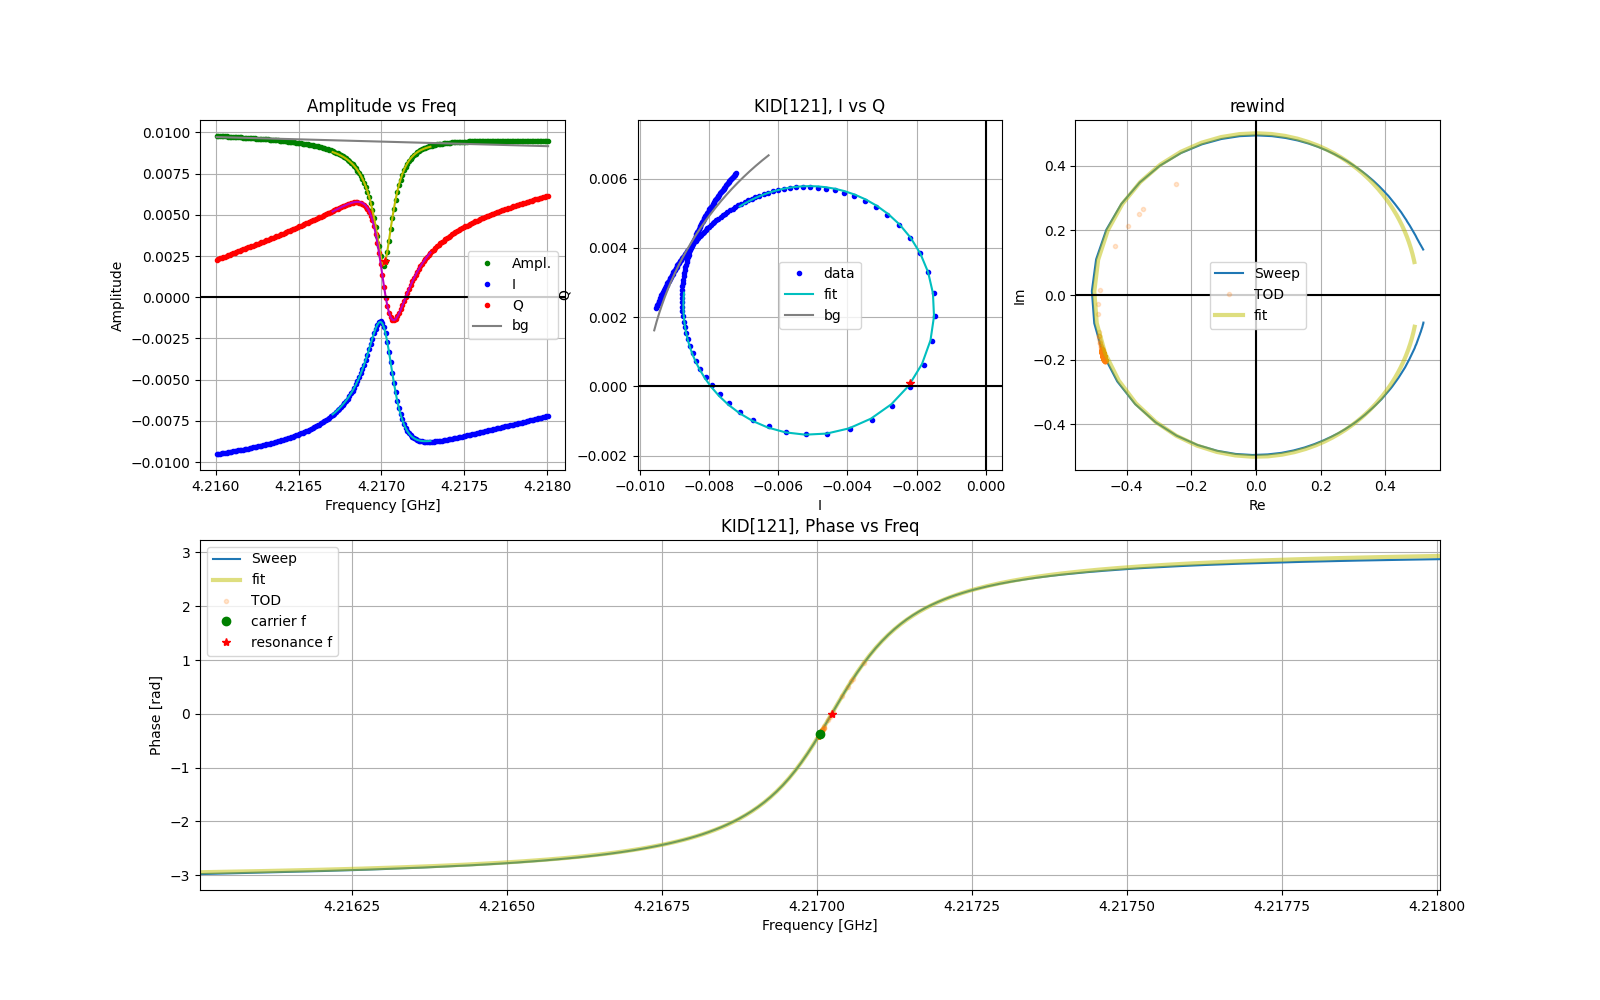 Amplitude vs Freq
Amplitude
0.0100
0.0075
0.0050
0.0025
0.0000
−0.0025
−0.0050
−0.0075
−0.0100
Ampl.
I
Q
bg
4.2160 4.2165 4.2170 4.2175 4.2180
Frequency [GHz]
KID[121], I vs Q
Q
0.006
0.004
0.002
0.000
−0.002
data
fit
bg
−0.010 −0.008 −0.006 −0.004 −0.002 0.000
I
rewind
Im
0.4
0.2
0.0
−0.2
−0.4
Sweep
TOD
fit
−0.4 −0.2 0.0 0.2 0.4
Re
KID[121], Phase vs Freq
Phase [rad]
3
2
1
0
−1
−2
−3
Sweep
fit
TOD
carrier f
resonance f
4.21625 4.21650 4.21675 4.21700 4.21725 4.21750 4.21775 4.21800
Frequency [GHz]